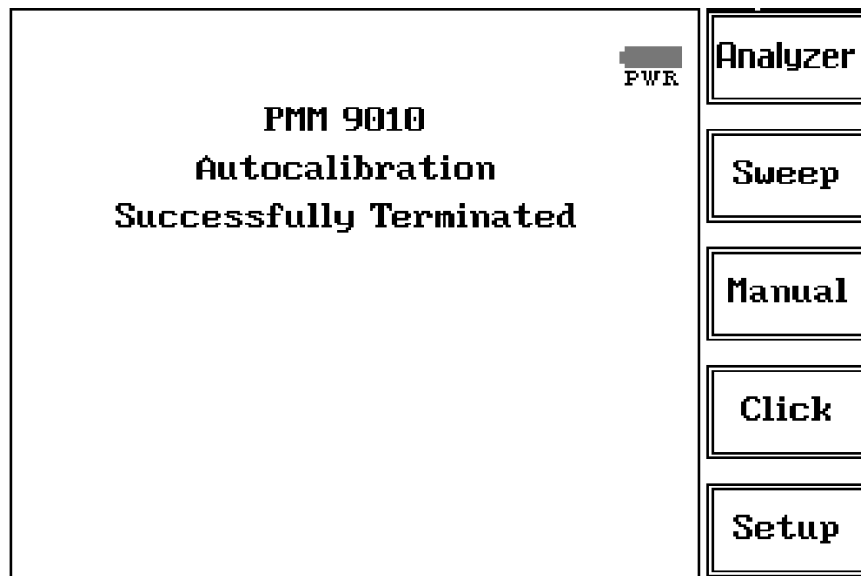 PWR
PMM 9010
Autocalibration
Successfully Terminated
Analyzer
Sweep
Manual
Click
Setup